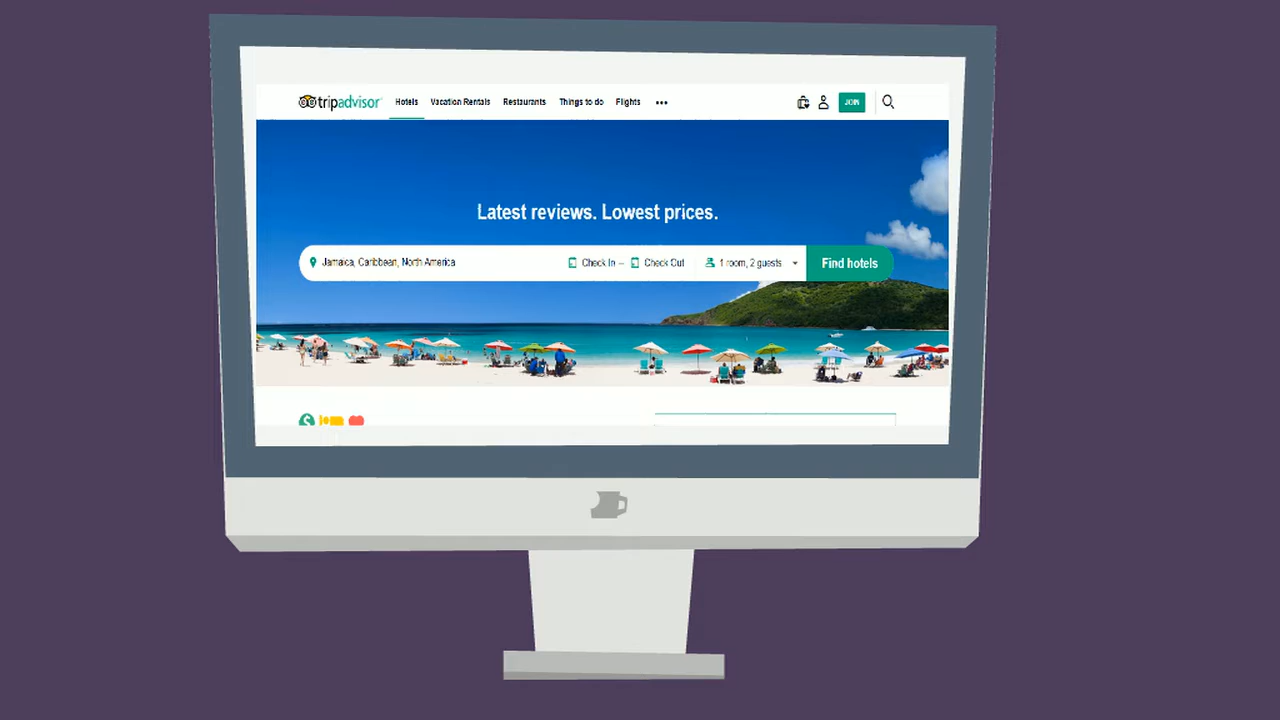 tripadvisor Hotels Vacation Rentals Restaurants Things to do Flights ••• JOIN
Latest reviews. Lowest prices.
Jamaica, Caribbean, North America Check In – Check Out 1 room, 2 guests Find hotels